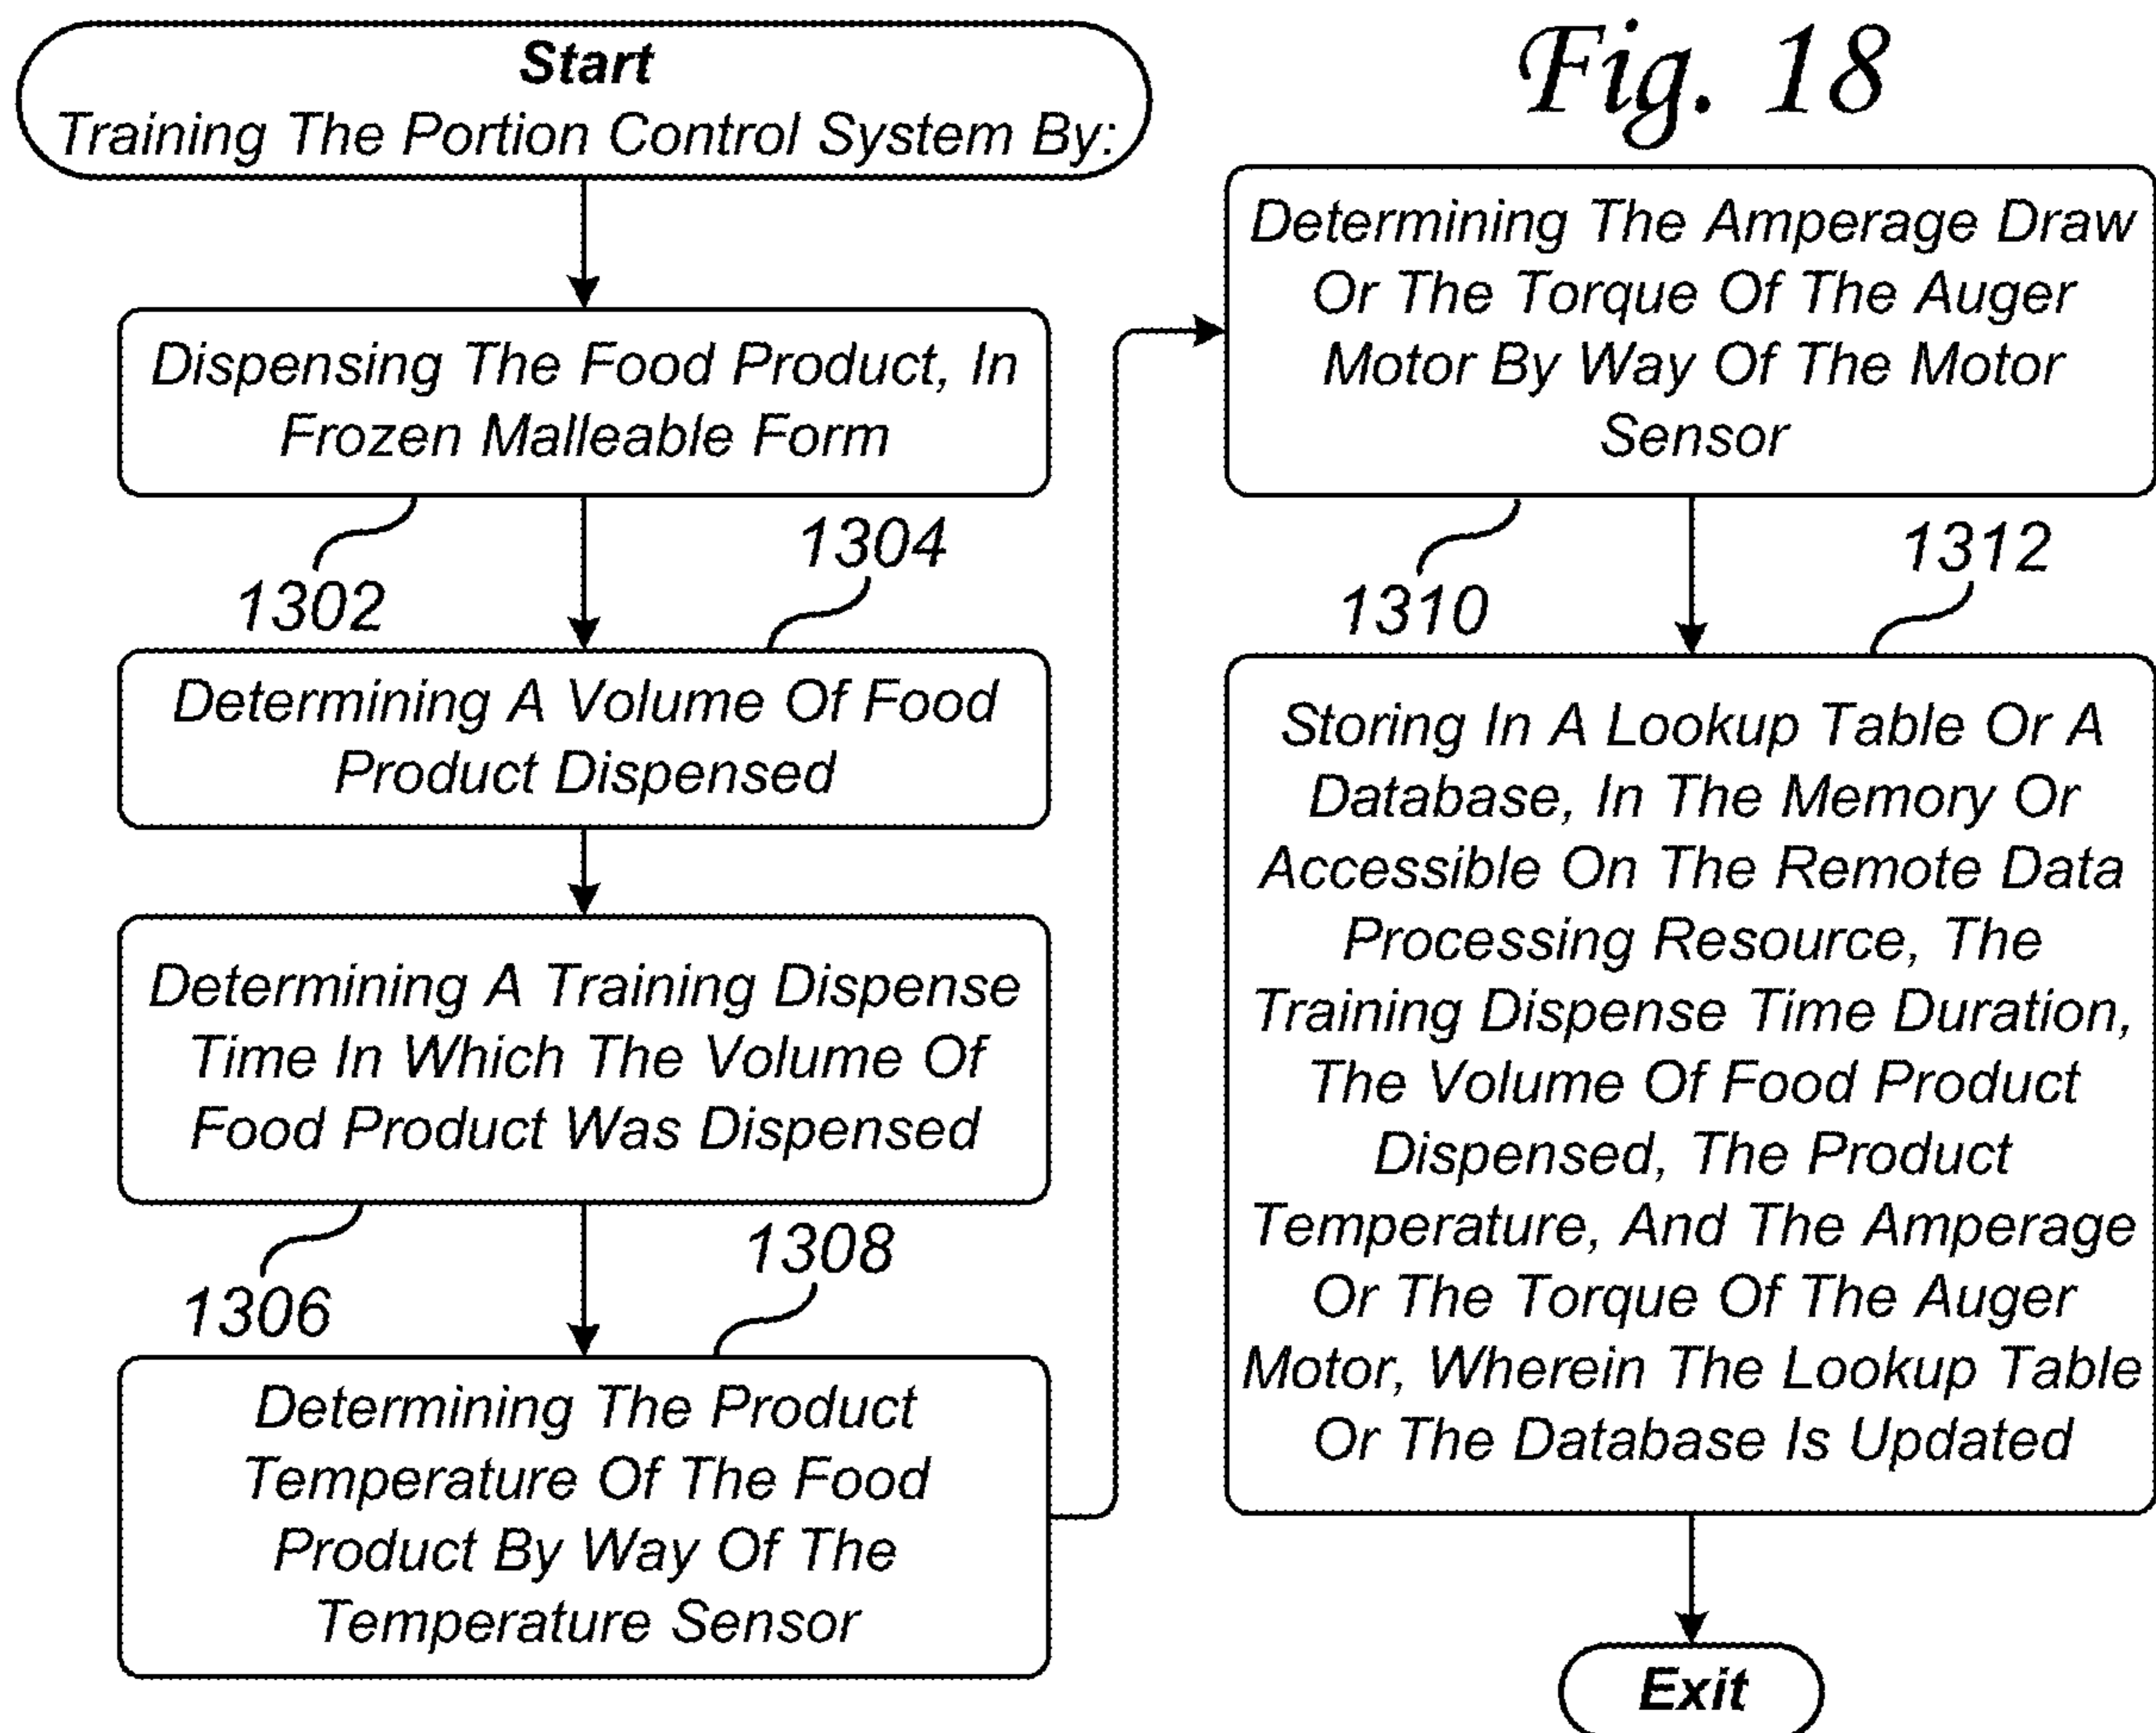 Fig. 18
Start
Training The Portion Control System By:
Dispensing The Food Product, In
Frozen Malleable Form
1302
1304
Determining A Volume Of Food
Product Dispensed
Determining A Training Dispense
Time In Which The Volume Of
Food Product Was Dispensed
1306
1308
Determining The Product
Temperature Of The Food
Product By Way Of The
Temperature Sensor
Determining The Amperage Draw
Or The Torque Of The Auger
Motor By Way Of The Motor
Sensor
1310
1312
Storing In A Lookup Table Or A
Database, In The Memory Or
Accessible On The Remote Data
Processing Resource, The
Training Dispense Time Duration,
The Volume Of Food Product
Dispensed, The Product
Temperature, And The Amperage
Or The Torque Of The Auger
Motor, Wherein The Lookup Table
Or The Database Is Updated
Exit